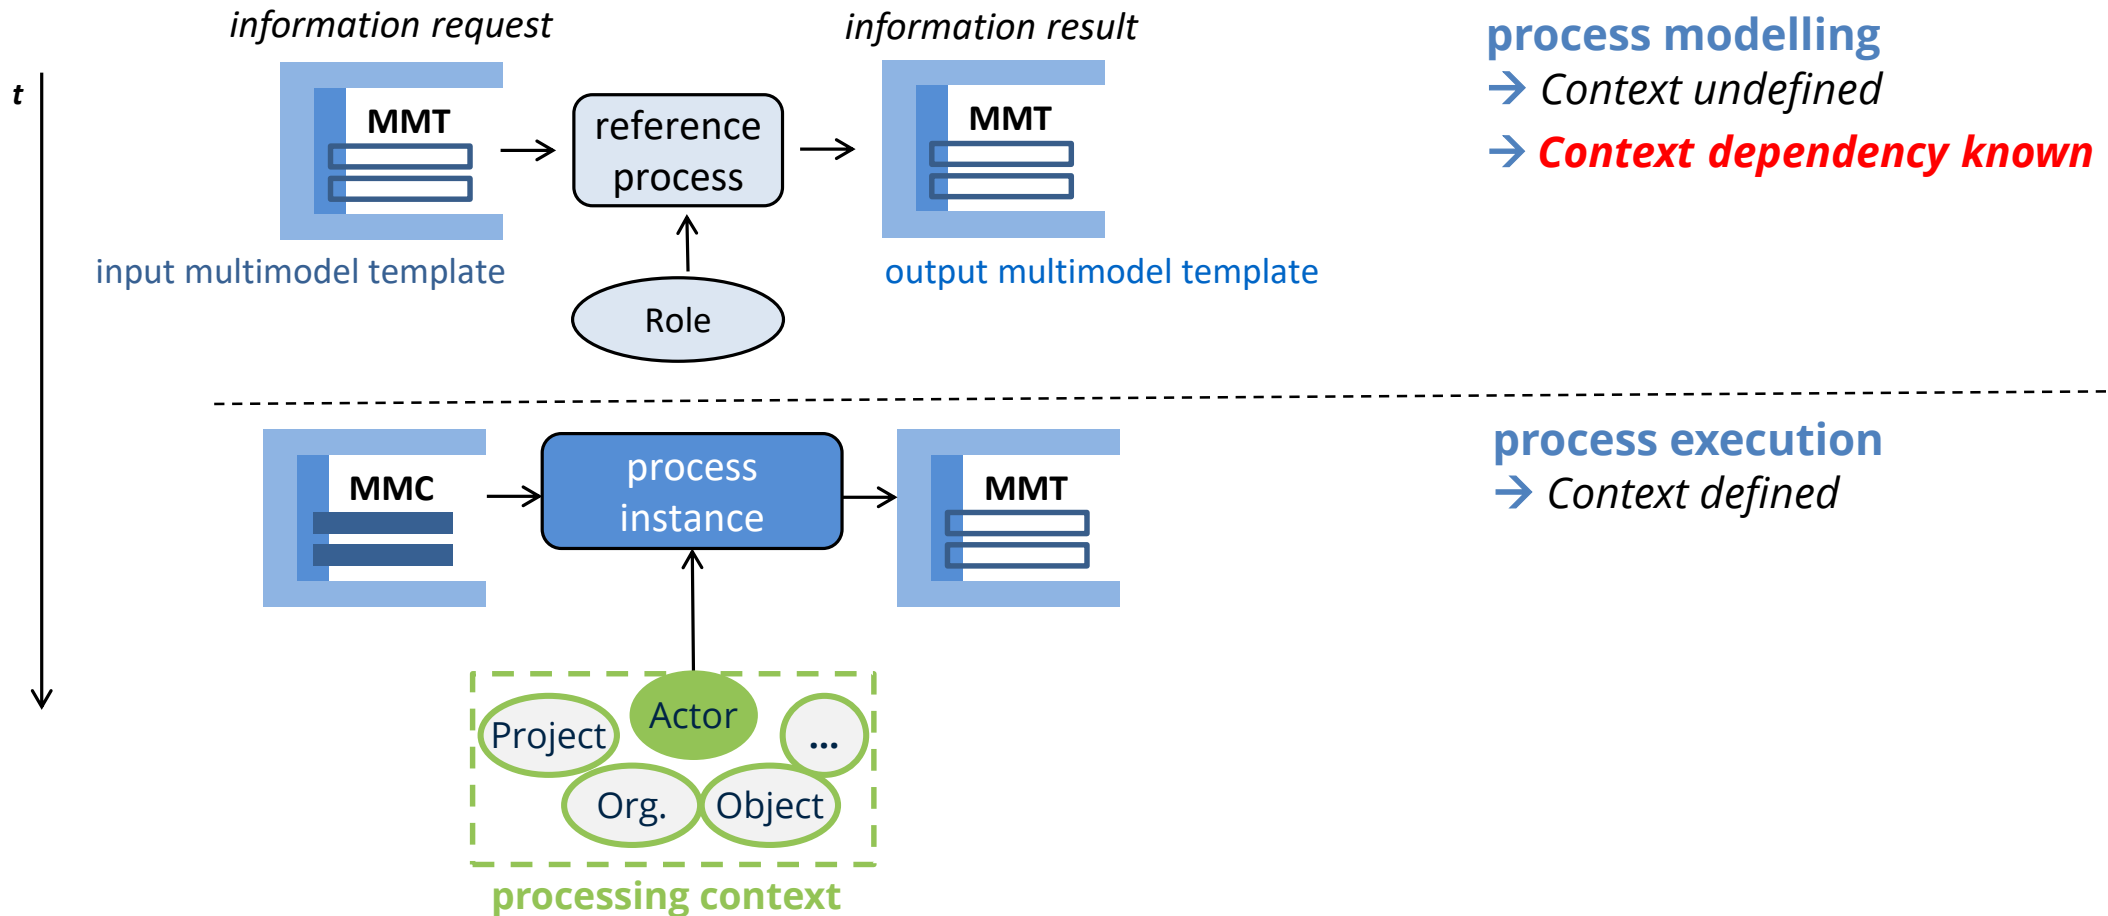 information request
information result
process modelling
→ Context undefined
→ Context dependency known
t
MMT
reference
process
MMT
input multimodel template
output multimodel template
Role
process execution
→ Context defined
MMC
process
instance
MMT
Actor
Project
...
Org.
Object
processing context